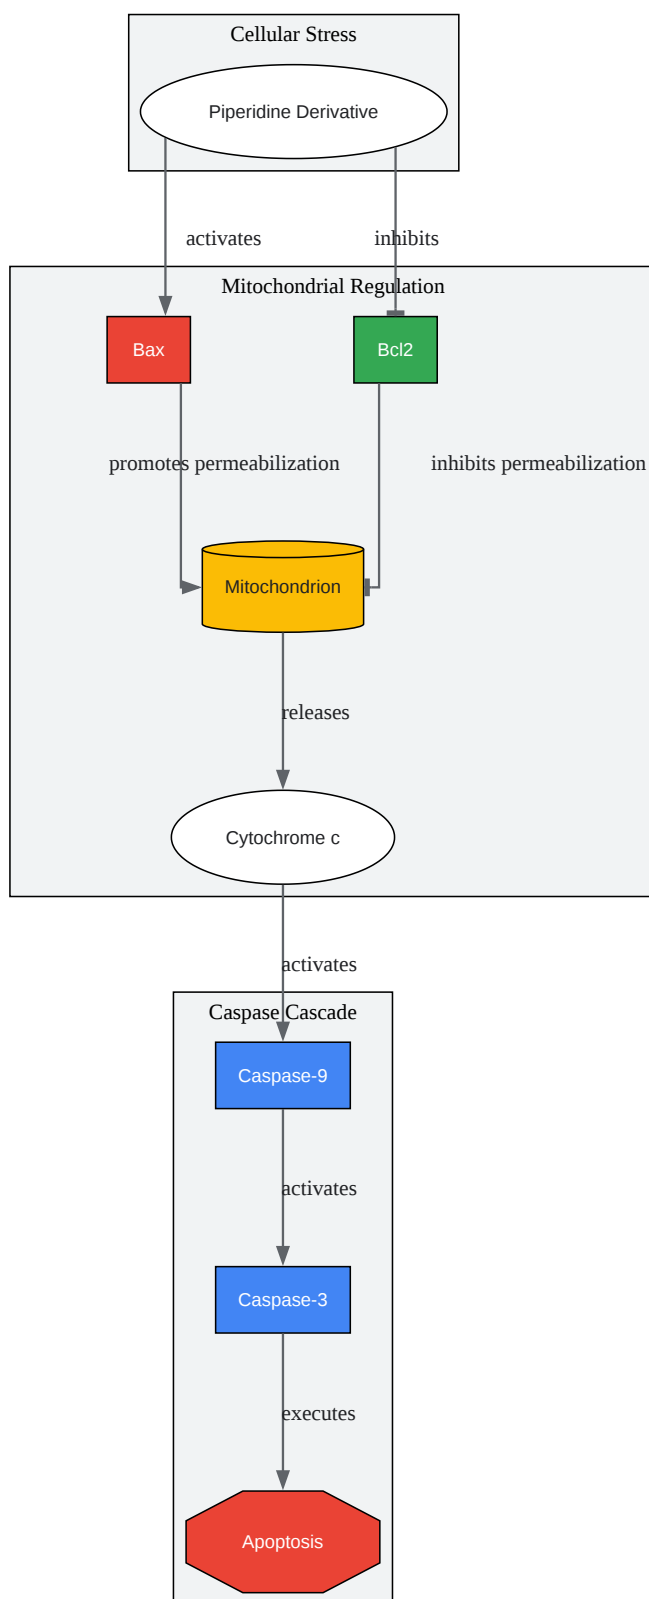 Cellular Stress
Piperidine Derivative
activates
inhibits
Mitochondrial Regulation
Bax
Bcl2
promotes permeabilization
inhibits permeabilization
Mitochondrion
releases
Cytochrome c
activates
Caspase Cascade
Caspase-9
activates
Caspase-3
executes
Apoptosis